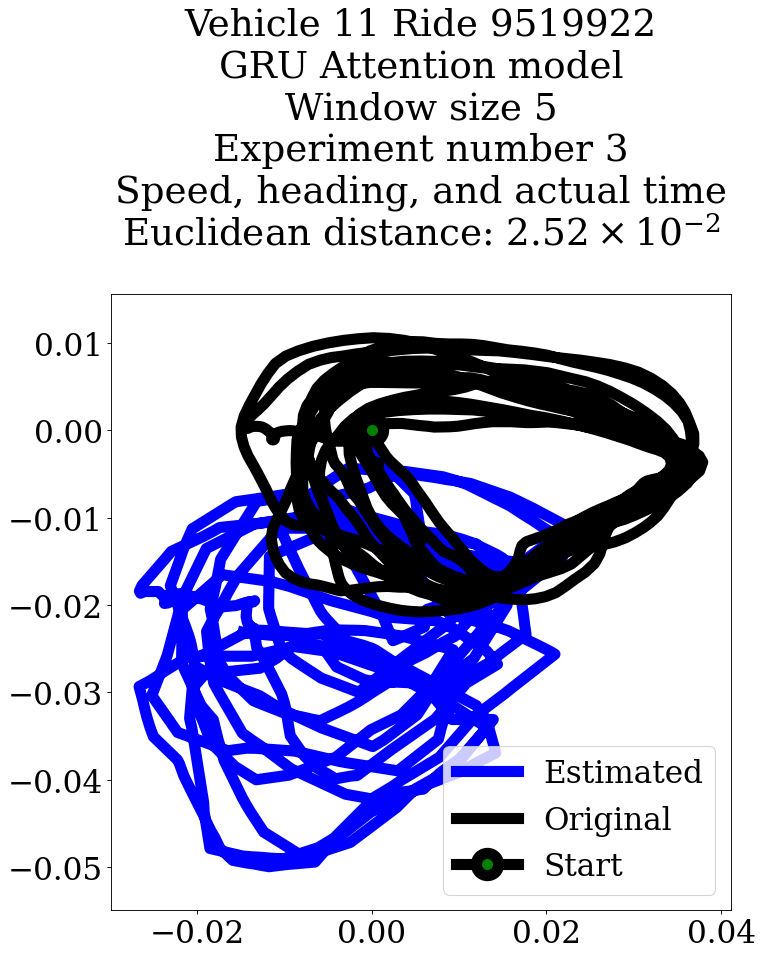 Vehicle 11 Ride 9519922
GRU Attention model
Window size 5
Experiment number 3
Speed, heading, and actual time
Euclidean distance: 2.52 × 10⁻²
0.01
0.00
−0.01
−0.02
−0.03
−0.04
−0.05
Estimated
Original
Start
−0.02 0.00 0.02 0.04